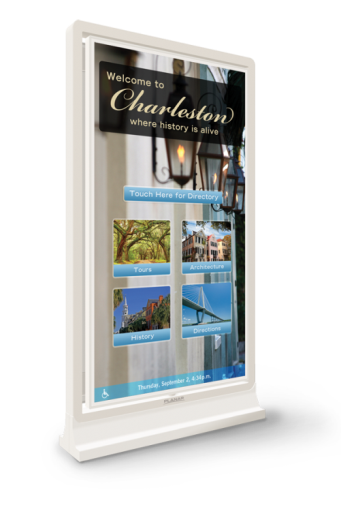 Welcome to
Charleston
where history is alive
Touch Here for Directory
Tours
Architecture
History
Directions
Thursday, September 2, 4:14 p.m.